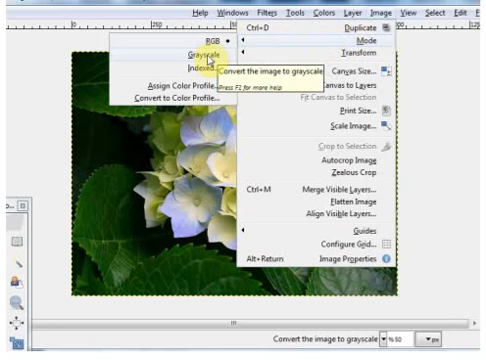 Help Windows Filters Tools Colors Layer Image View Select Edit
Ctrl+D Duplicate
Mode
Transform
Canvas Size...
Canvas to Layers
Fit Canvas to Selection
Print Size...
Scale Image...
Crop to Selection
Autocrop Image
Zealous Crop
Ctrl+M Merge Visible Layers...
Flatten Image
Align Visible Layers...
Guides
Configure Grid...
Alt+Return Image Properties
RGB
Grayscale
Indexed...
Assign Color Profile...
Convert to Color Profile...
Convert the image to grayscale
Press F1 for more help
Convert the image to grayscale %50 px